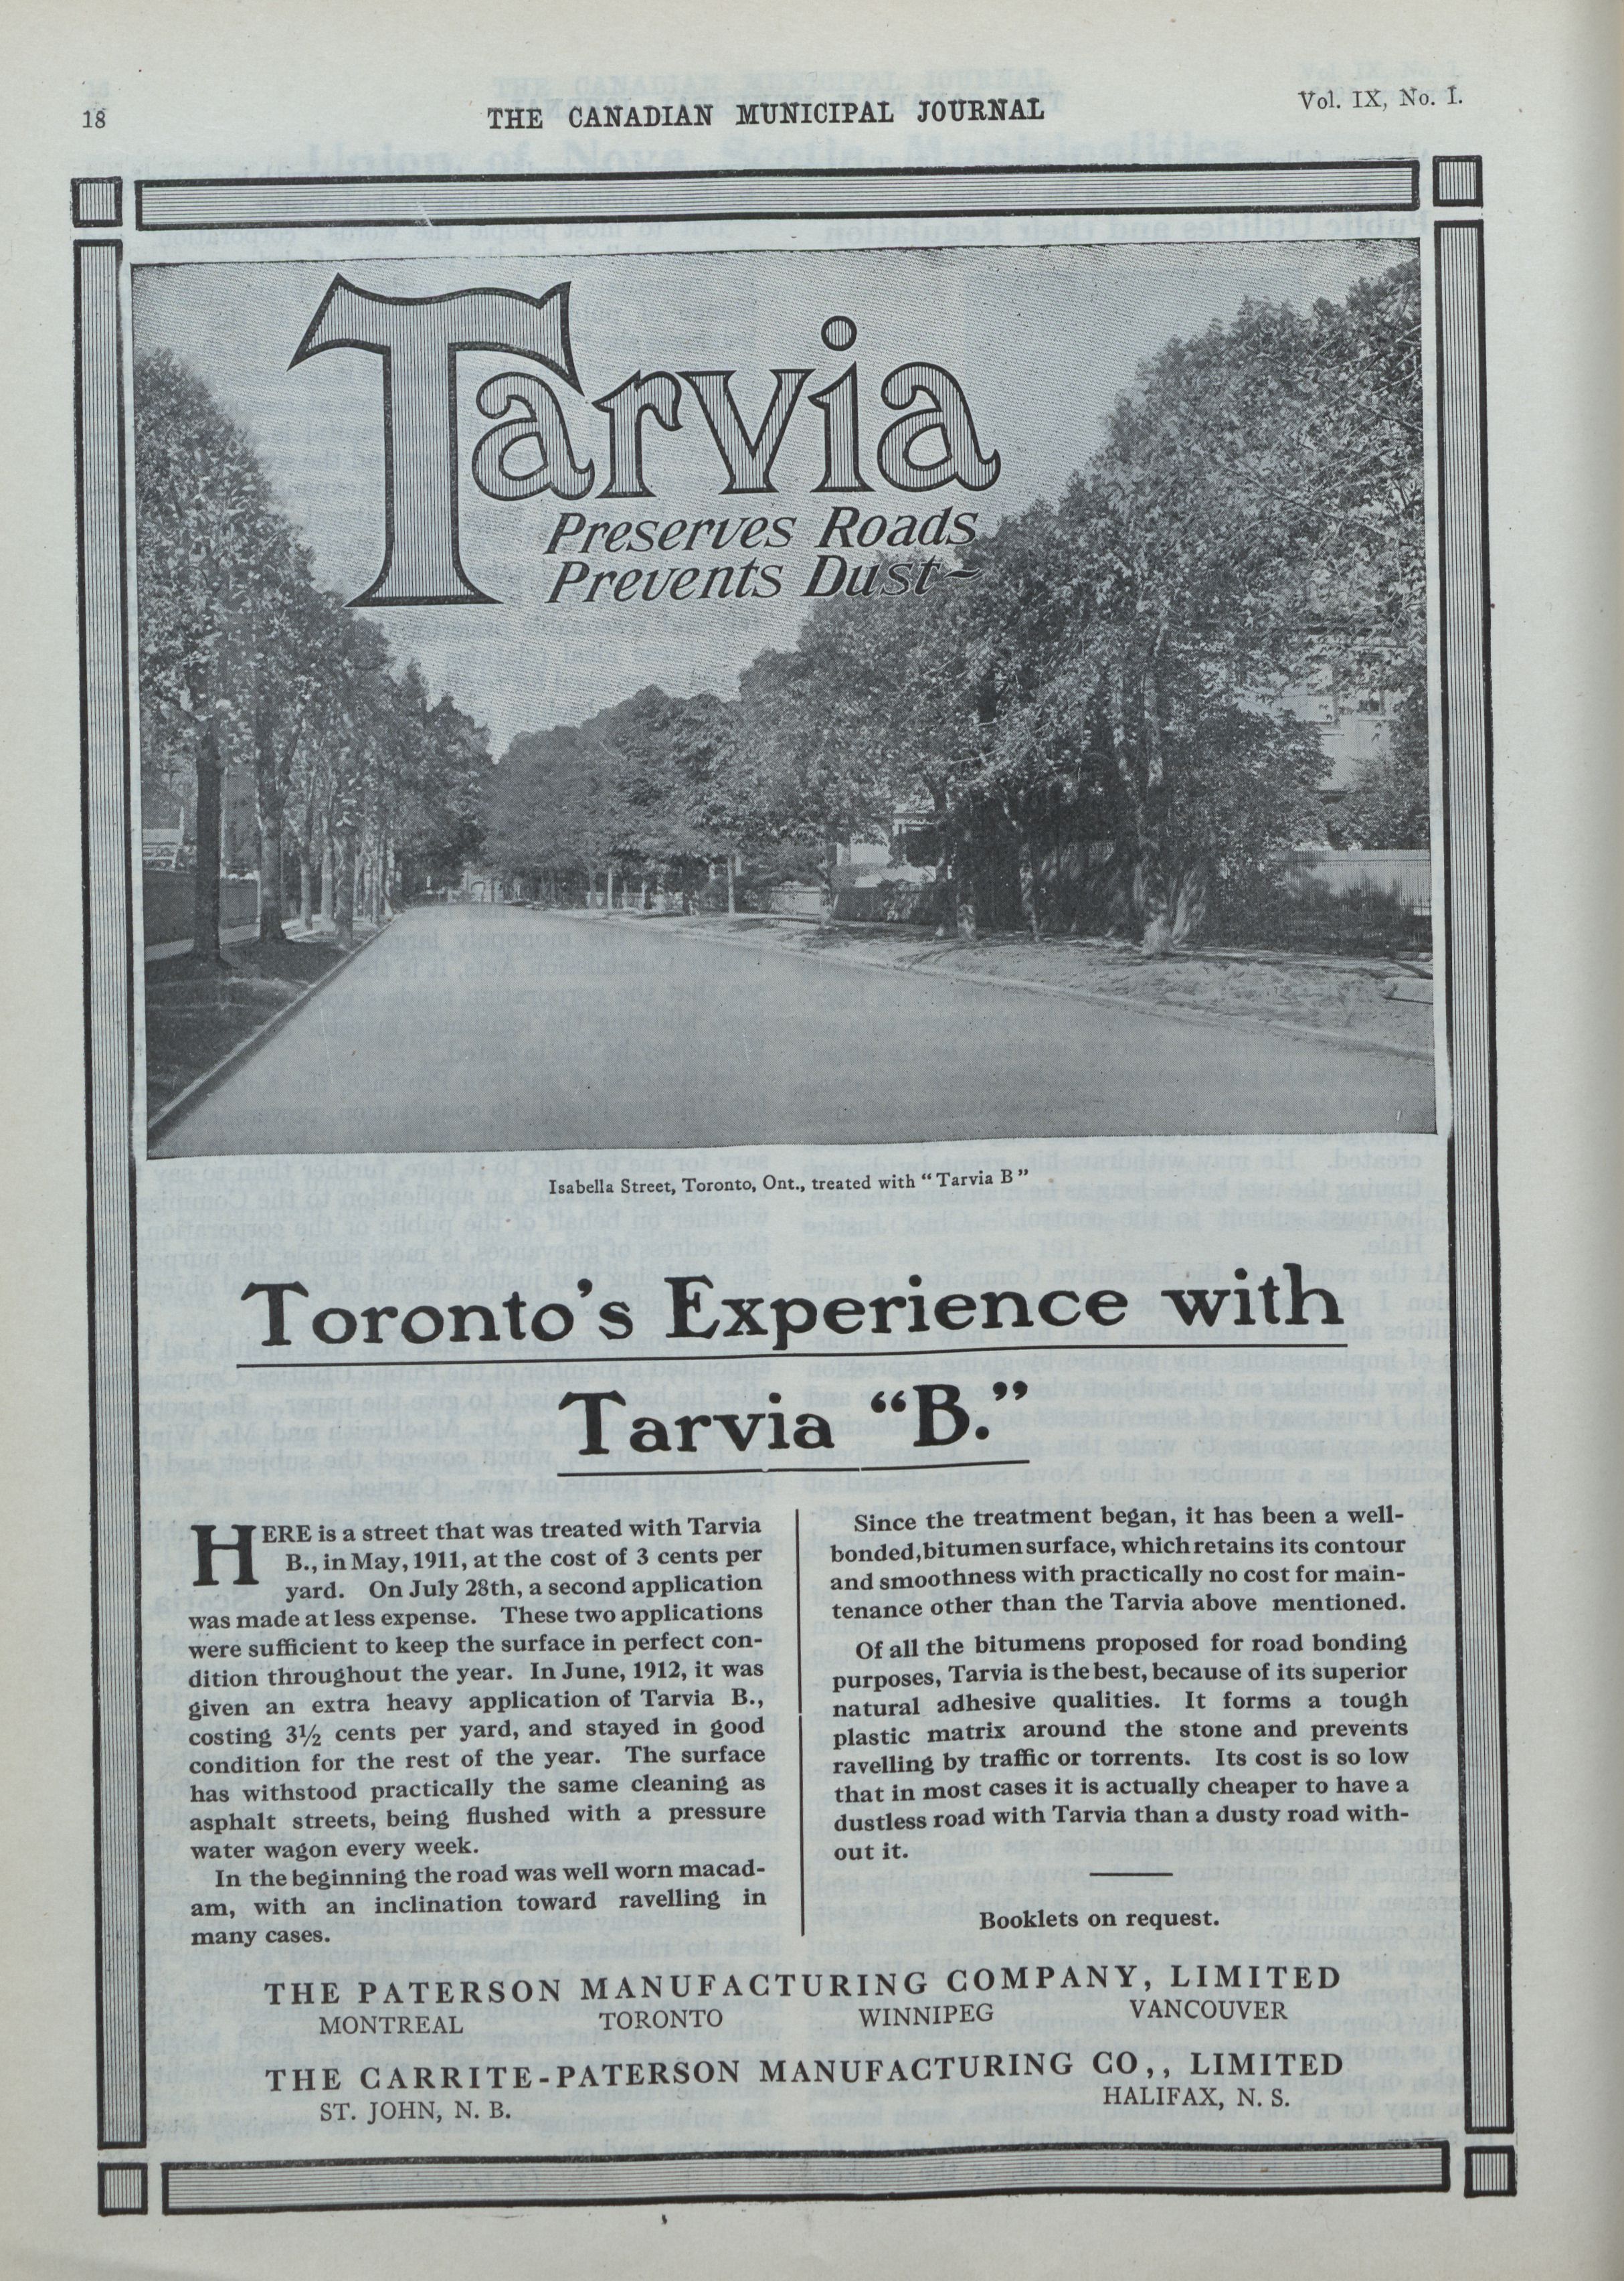 18
THE CANADIAN MUNICIPAL JOURNAL
Vol. IX, No. I.
Tarvia
Preserves Roads
Prevents Dust~
Isabella Street, Toronto, Ont., treated with "Tarvia B"
Toronto's Experience with
Tarvia "B."
HERE is a street that was treated with Tarvia
B., in May, 1911, at the cost of 3 cents per
yard. On July 28th, a second application
was made at less expense. These two applications
were sufficient to keep the surface in perfect con-
dition throughout the year. In June, 1912, it was
given an extra heavy application of Tarvia B.,
costing 3½ cents per yard, and stayed in good
condition for the rest of the year. The surface
has withstood practically the same cleaning as
asphalt streets, being flushed with a pressure
water wagon every week.
In the beginning the road was well worn macad-
am, with an inclination toward ravelling in
many cases.
Since the treatment began, it has been a well-
bonded, bitumen surface, which retains its contour
and smoothness with practically no cost for main-
tenance other than the Tarvia above mentioned.
Of all the bitumens proposed for road bonding
purposes, Tarvia is the best, because of its superior
natural adhesive qualities. It forms a tough
plastic matrix around the stone and prevents
ravelling by traffic or torrents. Its cost is so low
that in most cases it is actually cheaper to have a
dustless road with Tarvia than a dusty road with-
out it.
Booklets on request.
THE PATERSON MANUFACTURING COMPANY, LIMITED
MONTREAL TORONTO WINNIPEG VANCOUVER
THE CARRITE-PATERSON MANUFACTURING CO,, LIMITED
ST. JOHN, N. B. HALIFAX, N. S.